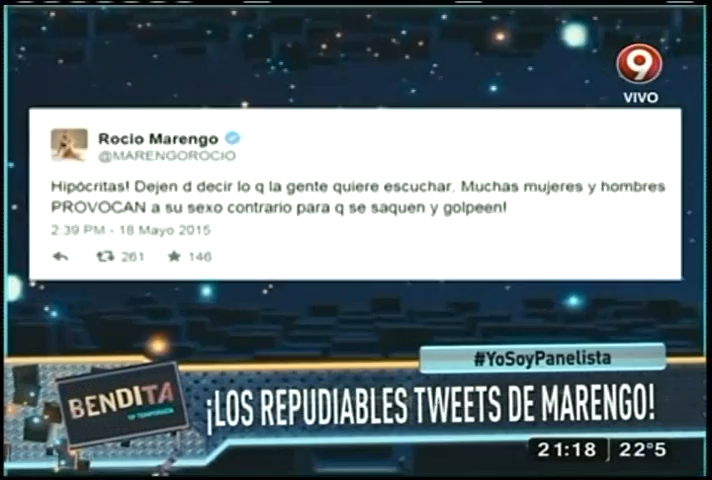 9
VIVO
Rocio Marengo
@MARENGOROCIO
Hipócritas! Dejen d decir lo q la gente quiere escuchar. Muchas mujeres y hombres
PROVOCAN a su sexo contrario para q se saquen y golpeen!
2:39 PM - 18 Mayo 2015
261
146
#YoSoyPanelista
BENDITA
TEMPORADA
¡LOS REPUDIABLES TWEETS DE MARENGO!
21:18 22°5